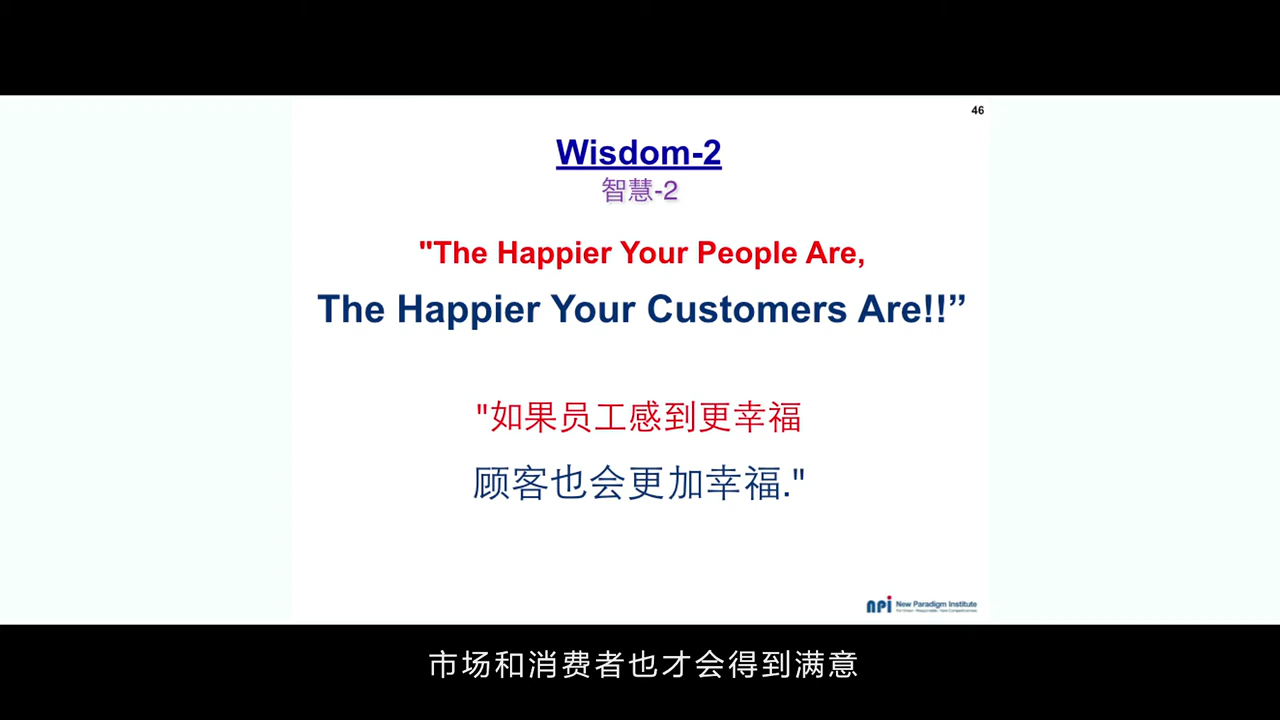 46
Wisdom-2
智慧-2
"The Happier Your People Are,
The Happier Your Customers Are!!”
"如果员工感到更幸福
顾客也会更加幸福."
npi New Paradigm Institute
市场和消费者也才会得到满意